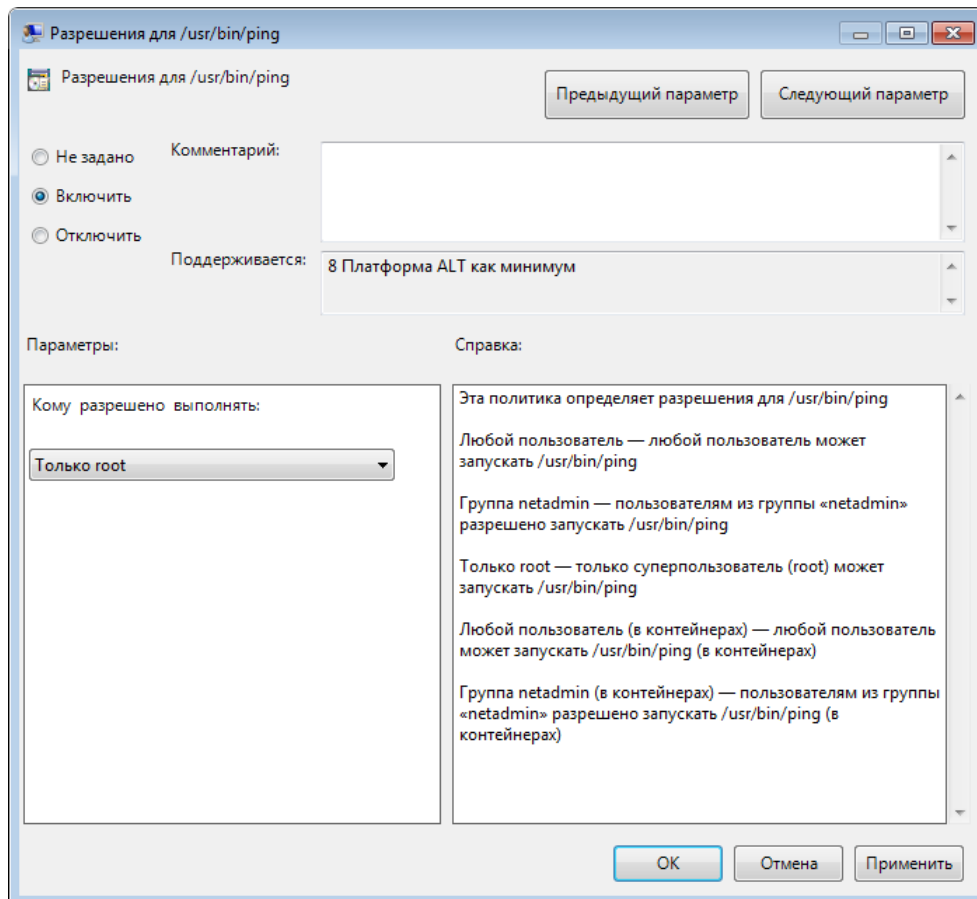 Разрешения для /usr/bin/ping
Разрешения для /usr/bin/ping
Предыдущий параметр
Следующий параметр
Не задано
Включить
Отключить
Комментарий:
Поддерживается:
8 Платформа ALT как минимум
Параметры:
Справка:
Кому разрешено выполнять:
Только root
Эта политика определяет разрешения для /usr/bin/ping
Любой пользователь — любой пользователь может
запускать /usr/bin/ping
Группа netadmin — пользователям из группы «netadmin»
разрешено запускать /usr/bin/ping
Только root — только суперпользователь (root) может
запускать /usr/bin/ping
Любой пользователь (в контейнерах) — любой пользователь
может запускать /usr/bin/ping (в контейнерах)
Группа netadmin (в контейнерах) — пользователям из группы
«netadmin» разрешено запускать /usr/bin/ping (в
контейнерах)
ОК
Отмена
Применить